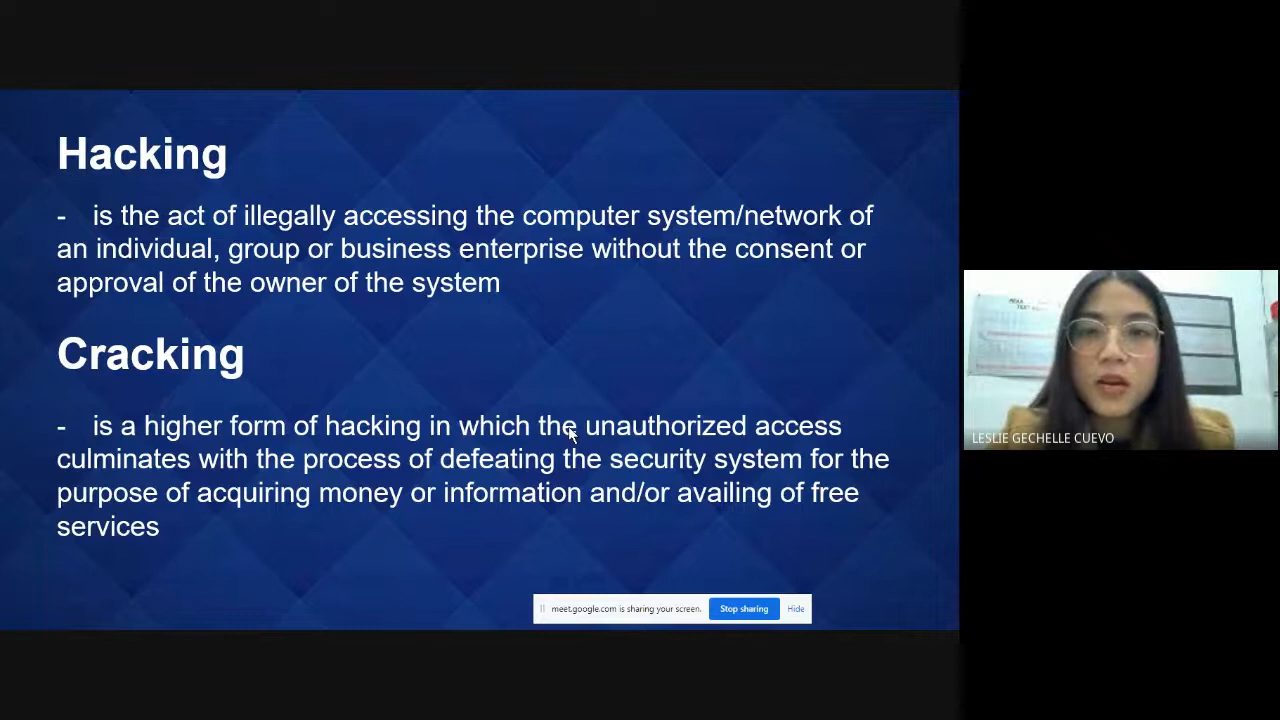 Hacking
- is the act of illegally accessing the computer system/network of
an individual, group or business enterprise without the consent or
approval of the owner of the system
Cracking
- is a higher form of hacking in which the unauthorized access
culminates with the process of defeating the security system for the
purpose of acquiring money or information and/or availing of free
services
meet.google.com is sharing your screen. Stop sharing Hide
LESLIE GECHELLE CUEVO